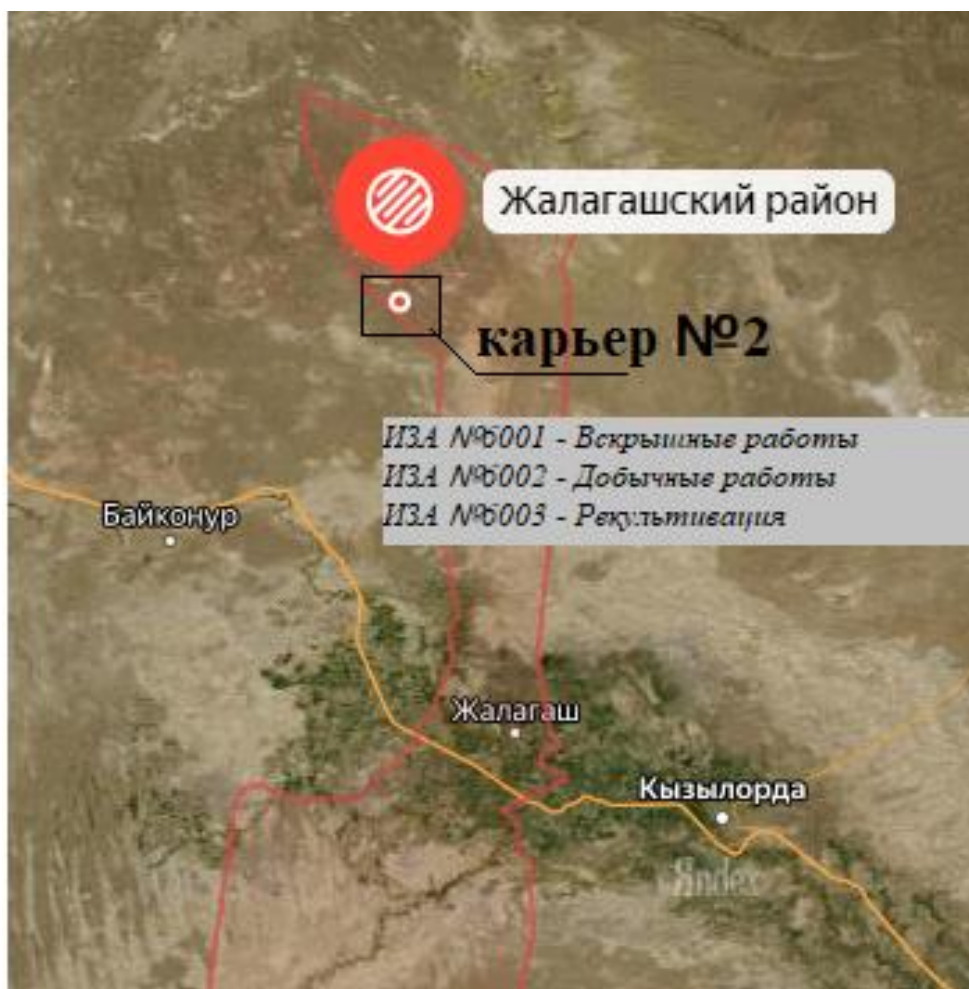 Жалагашский район
карьер №2
ИЗА №6001 - Вскрышные работы
ИЗА №6002 - Добычные работы
ИЗА №6003 - Рекультивация
Байконур
Жалагаш
Кызылорда
Яndex